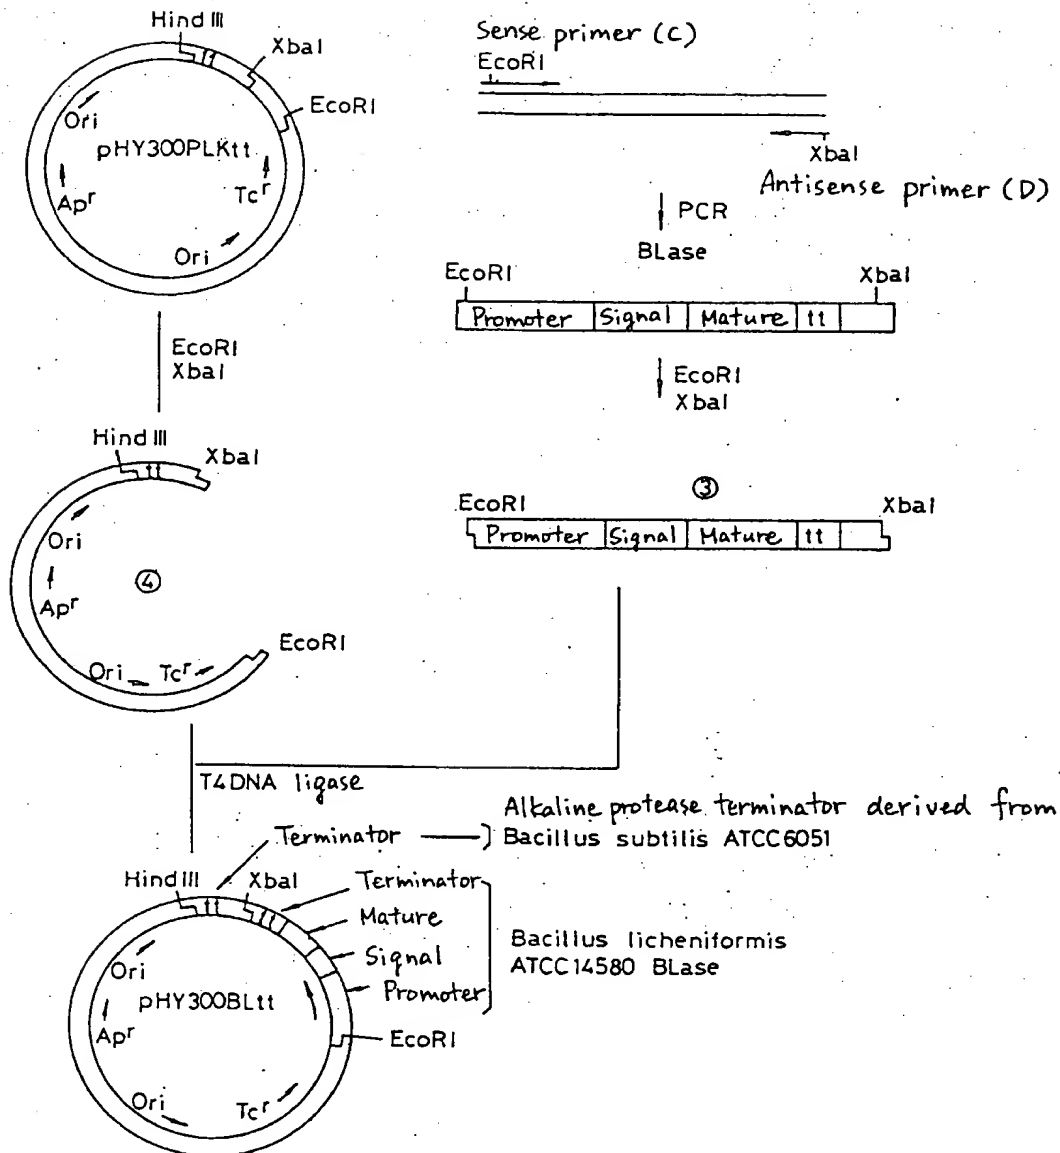 Hind III
XbaI
EcoRI
Ori
pHY300PLKtt
Apr
Tcr
Ori
Sense primer (C)
EcoRI
XbaI
Antisense primer (D)
PCR
BLase
EcoRI
XbaI
Promoter Signal Mature tt
EcoRI
XbaI
EcoRI
XbaI
Hind III
XbaI
Ori
④
Apr
EcoRI
Ori
Tcr
③
EcoRI
XbaI
Promoter Signal Mature tt
T4DNA ligase
Terminator
Alkaline protease terminator derived from
Bacillus subtilis ATCC6051
Hind III
XbaI
Terminator
Mature
Signal
Promoter
Bacillus licheniformis
ATCC14580 BLase
Ori
pHY300BLtt
Apr
EcoRI
Ori
Tcr